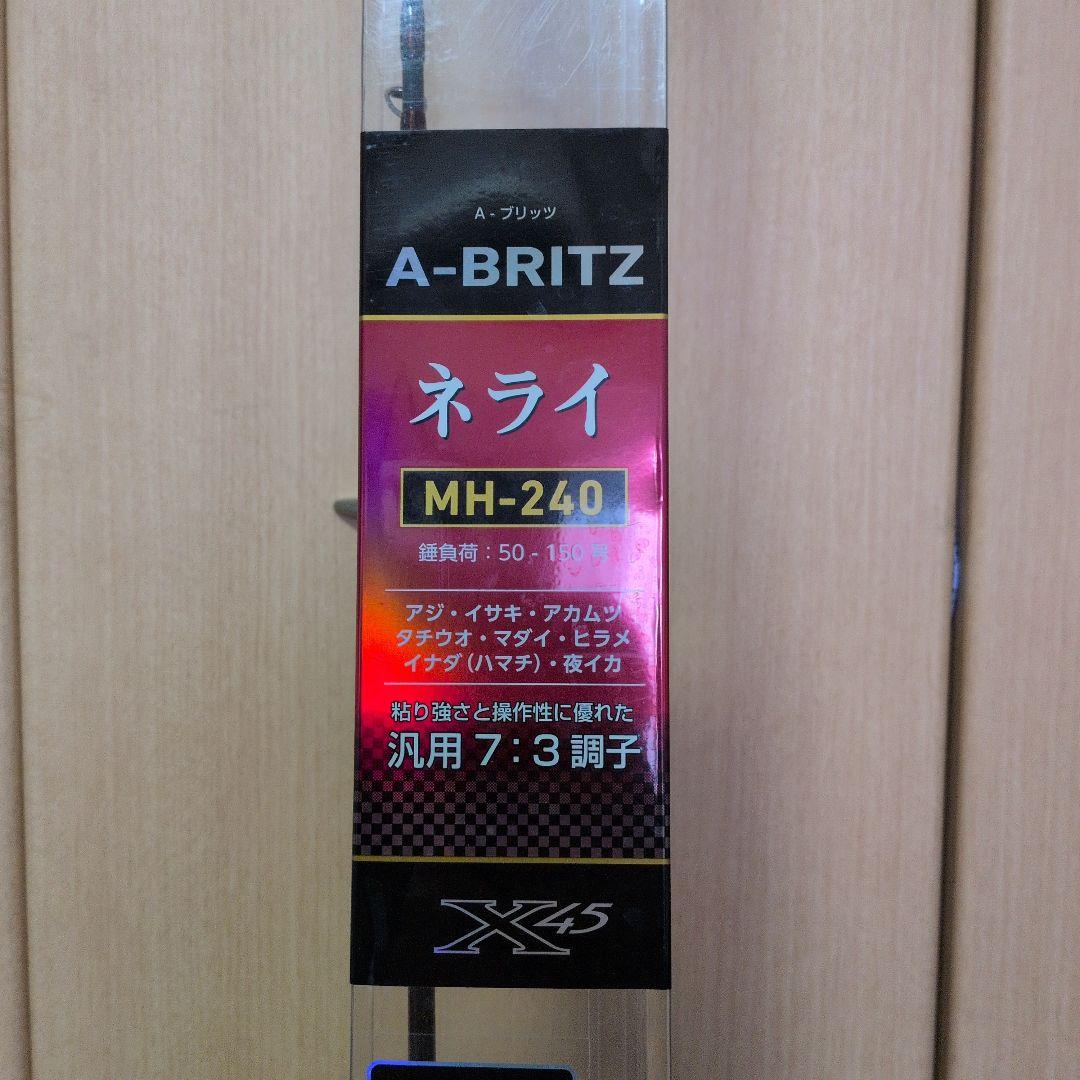 A-ブリッツ
A-BRITZ
ネライ
MH-240
錘負荷：50-150号
アジ・イサキ・アカムツ
タチウオ・マダイ・ヒラメ
イナダ（ハマチ）・夜イカ
粘り強さと操作性に優れた
汎用7：3調子
X45